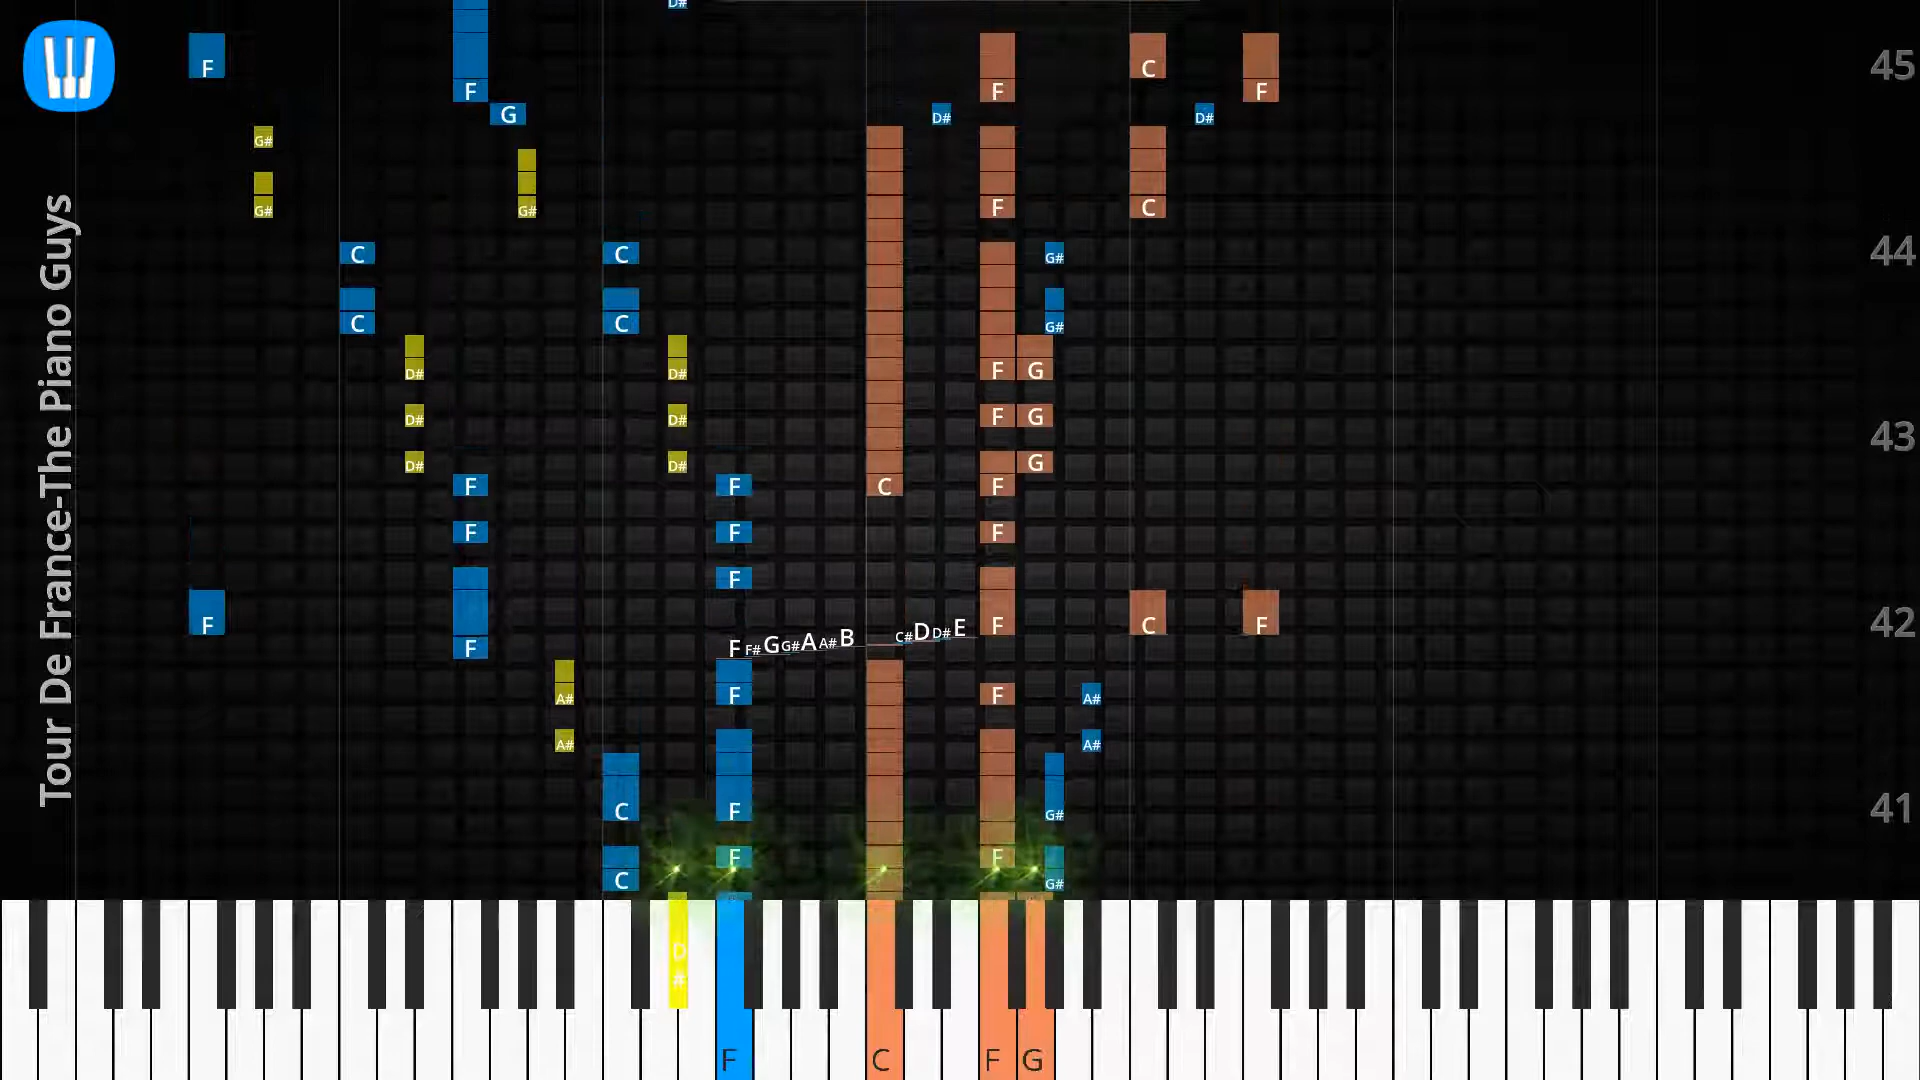 Tour De France-The Piano Guys
D#
F C 45
F F F
G D# D#
G#
G# G# F C
C C G# 44
C C G#
D# D# F G
D# D# F G 43
D# D# G
F F C F
F F F
F
F C F F 42
F F F# G G# A A# B C# D D# E
A# F F A#
A# A#
C F G# 41
F F
C G#
D#
F C F G